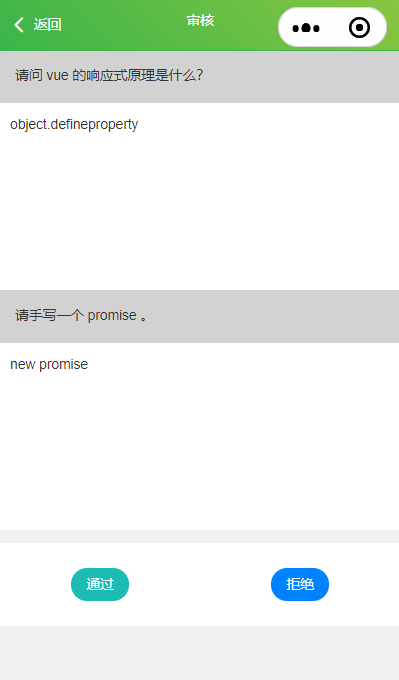 返回
审核
请问 vue 的响应式原理是什么?
object.defineproperty
请手写一个 promise 。
new promise
通过
拒绝